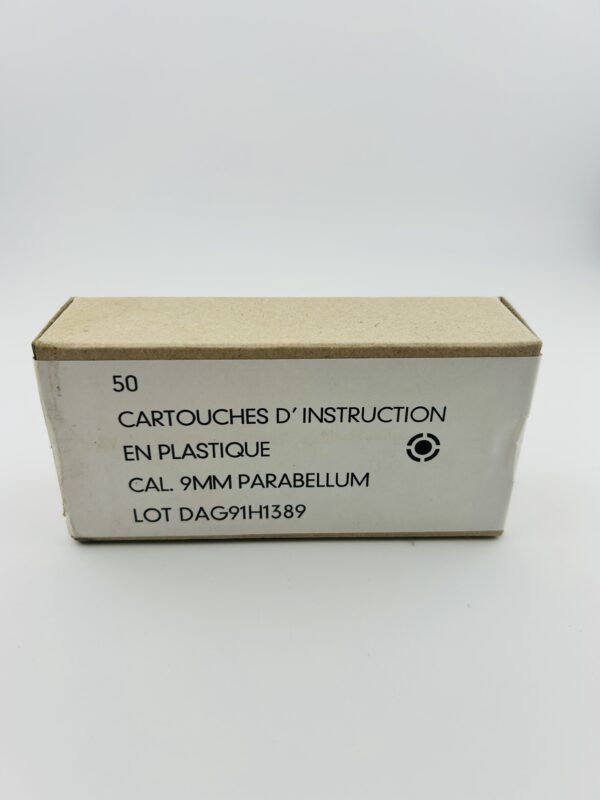 50
CARTOUCHES D' INSTRUCTION
EN PLASTIQUE
CAL. 9MM PARABELLUM
LOT DAG91H1389